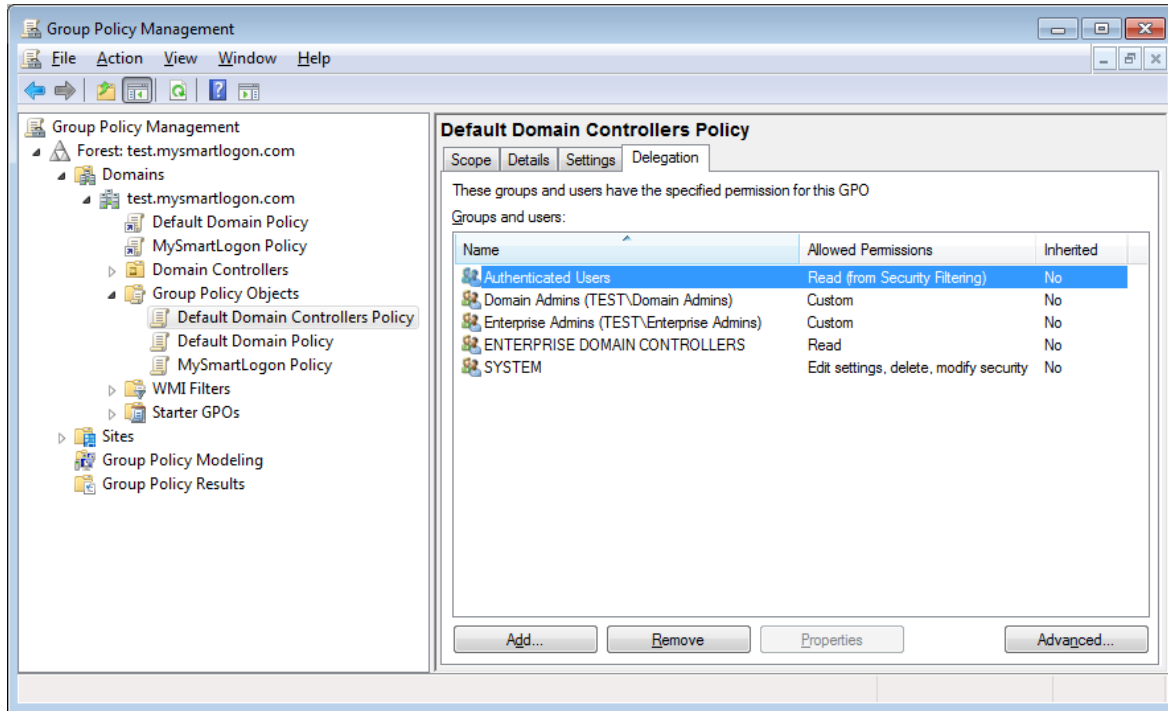 Group Policy Management
File Action View Window Help
Group Policy Management
Forest: test.mysmartlogon.com
Domains
test.mysmartlogon.com
Default Domain Policy
MySmartLogon Policy
Domain Controllers
Group Policy Objects
Default Domain Controllers Policy
Default Domain Policy
MySmartLogon Policy
WMI Filters
Starter GPOs
Sites
Group Policy Modeling
Group Policy Results
Default Domain Controllers Policy
Scope Details Settings Delegation
These groups and users have the specified permission for this GPO
Groups and users:
Name Allowed Permissions Inherited
Authenticated Users Read (from Security Filtering) No
Domain Admins (TEST\Domain Admins) Custom No
Enterprise Admins (TEST\Enterprise Admins) Custom No
ENTERPRISE DOMAIN CONTROLLERS Read No
SYSTEM Edit settings, delete, modify security No
Add... Remove Properties Advanced...